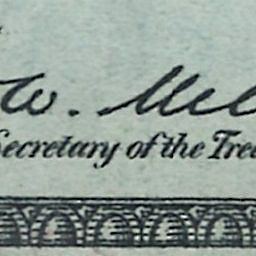 W. Mel
Secretary of the Trea